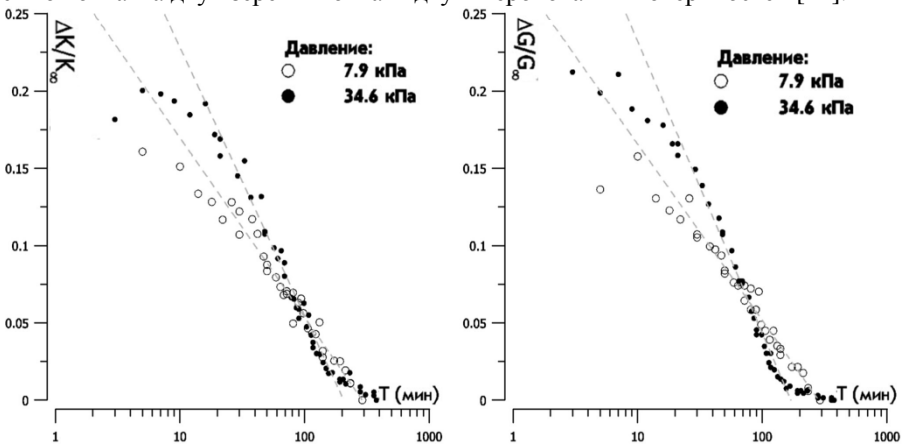 0.25
0.2
0.15
0.1
0.05
0
ΔK/K∞
Давление:
7.9 кПа
34.6 кПа
T (мин)
1 10 100 1000
0.25
0.2
0.15
0.1
0.05
0
ΔG/G∞
Давление:
7.9 кПа
34.6 кПа
T (мин)
1 10 100 1000